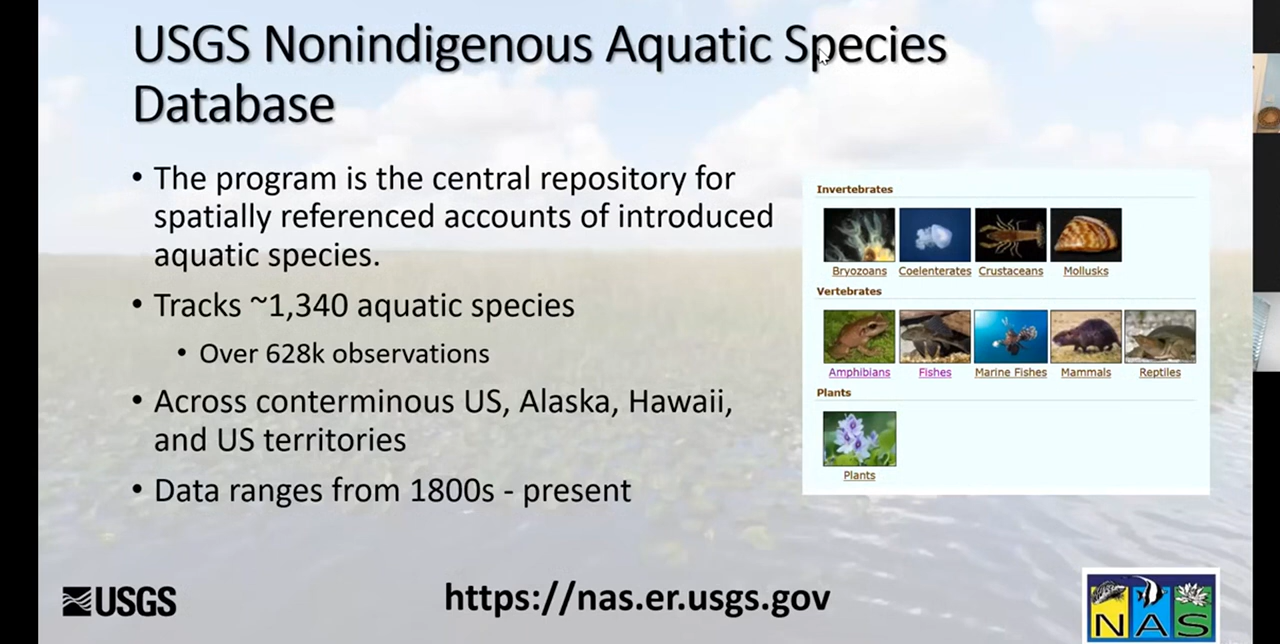 USGS Nonindigenous Aquatic Species
Database
• The program is the central repository for
spatially referenced accounts of introduced
aquatic species.
• Tracks ~1,340 aquatic species
• Over 628k observations
• Across conterminous US, Alaska, Hawaii,
and US territories
• Data ranges from 1800s - present
Invertebrates
Bryozoans Coelenterates Crustaceans Mollusks
Vertebrates
Amphibians Fishes Marine Fishes Mammals Reptiles
Plants
Plants
USGS
https://nas.er.usgs.gov
NAS